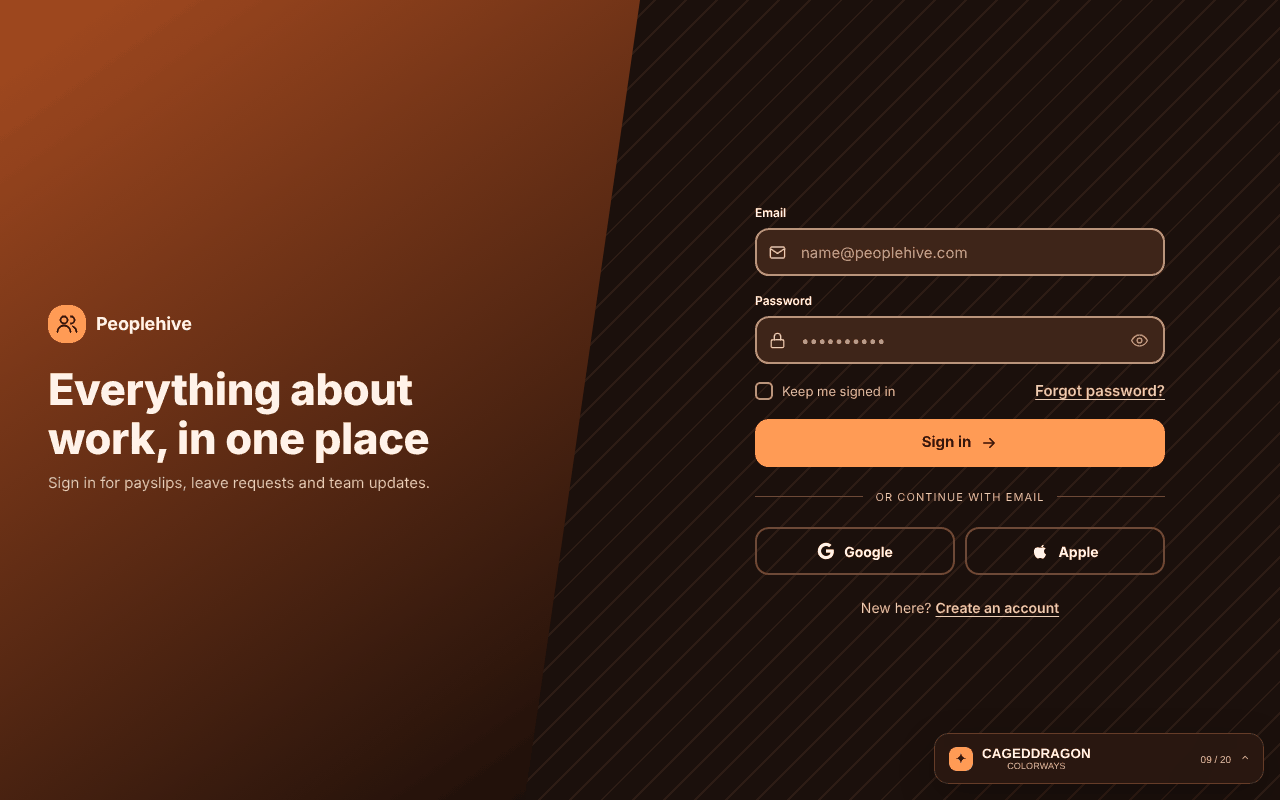 Peoplehive
Everything about
work, in one place
Sign in for payslips, leave requests and team updates.
Email
name@peoplehive.com
Password
Keep me signed in
Forgot password?
Sign in
OR CONTINUE WITH EMAIL
Google
Apple
New here? Create an account
CAGEDDRAGON
COLORWAYS
09 / 20